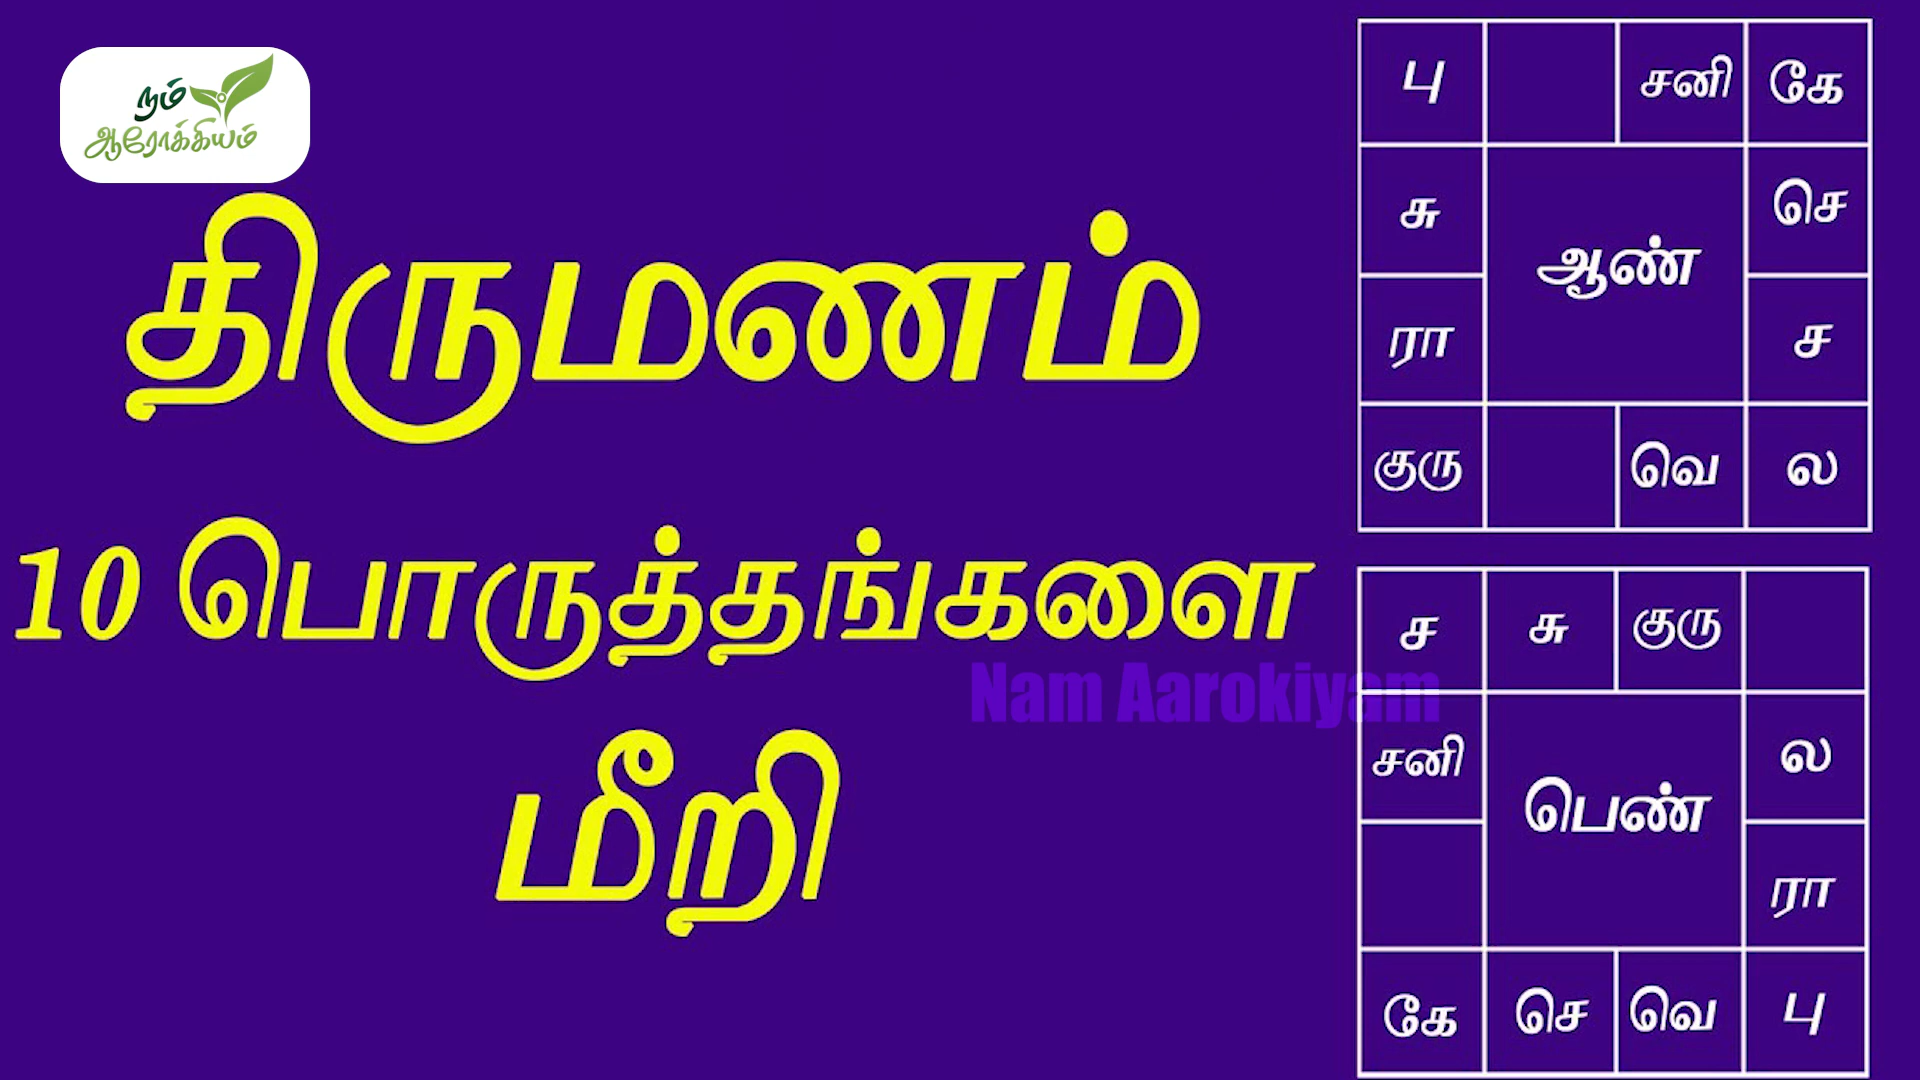 நம்
ஆரோக்கியம்
திருமணம்
10 பொருத்தங்களை
மீறி
Nam Aarokiyam
பு சனி கே
சு செ
ஆண்
ரா ச
குரு வெ ல
ச சு குரு
சனி ல
பெண்
ரா
கே செ வெ பு